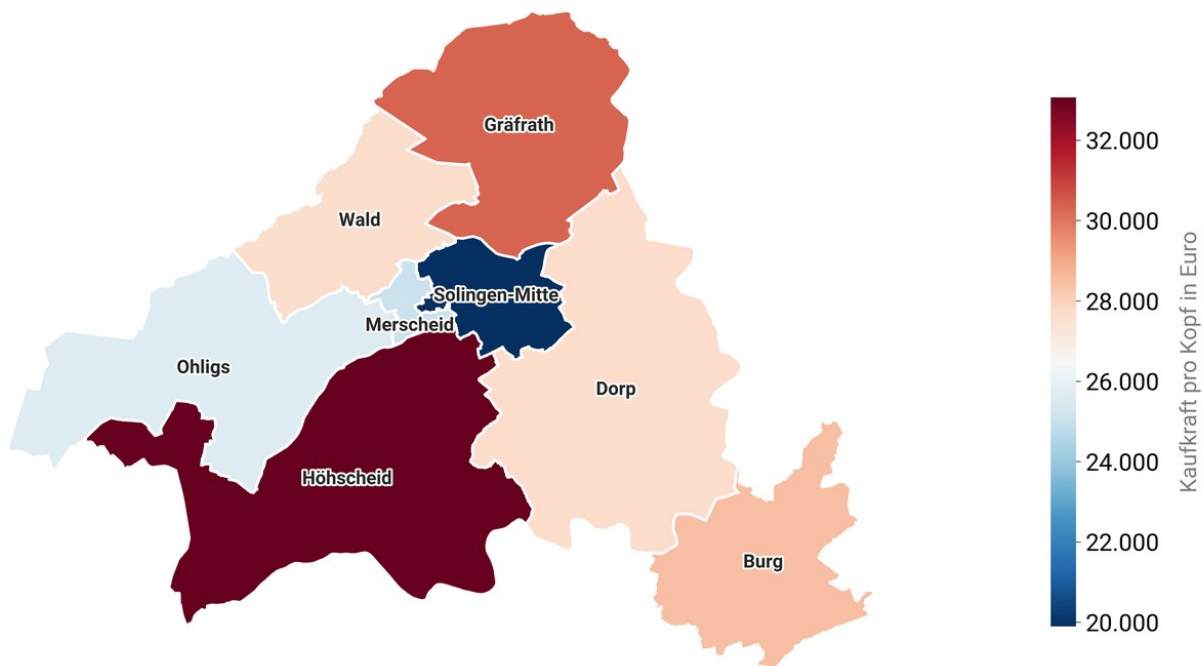 Gräfrath
Wald
Solingen-Mitte
Merscheid
Ohligs
Dorp
Höhscheid
Burg
32.000
30.000
28.000
26.000
24.000
22.000
20.000
Kaufkraft pro Kopf in Euro